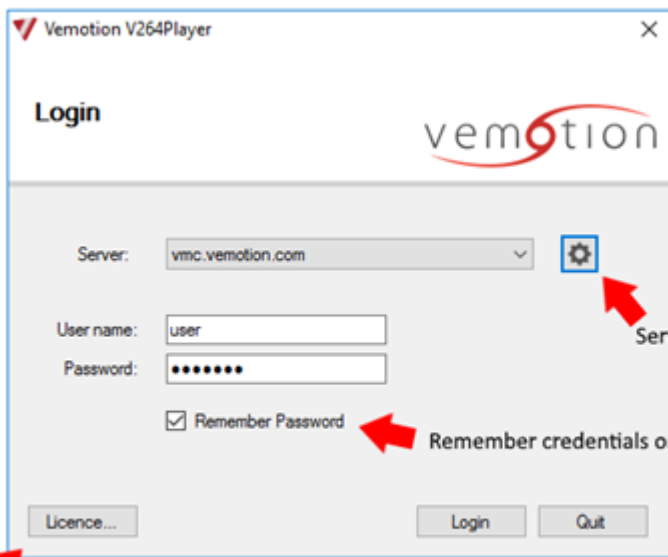 Vemotion V264Player
Login
vemotion
Server: vmc.vemotion.com
Ser
User name: user
Password: •••••••
Remember Password
Remember credentials o
Licence... Login Quit